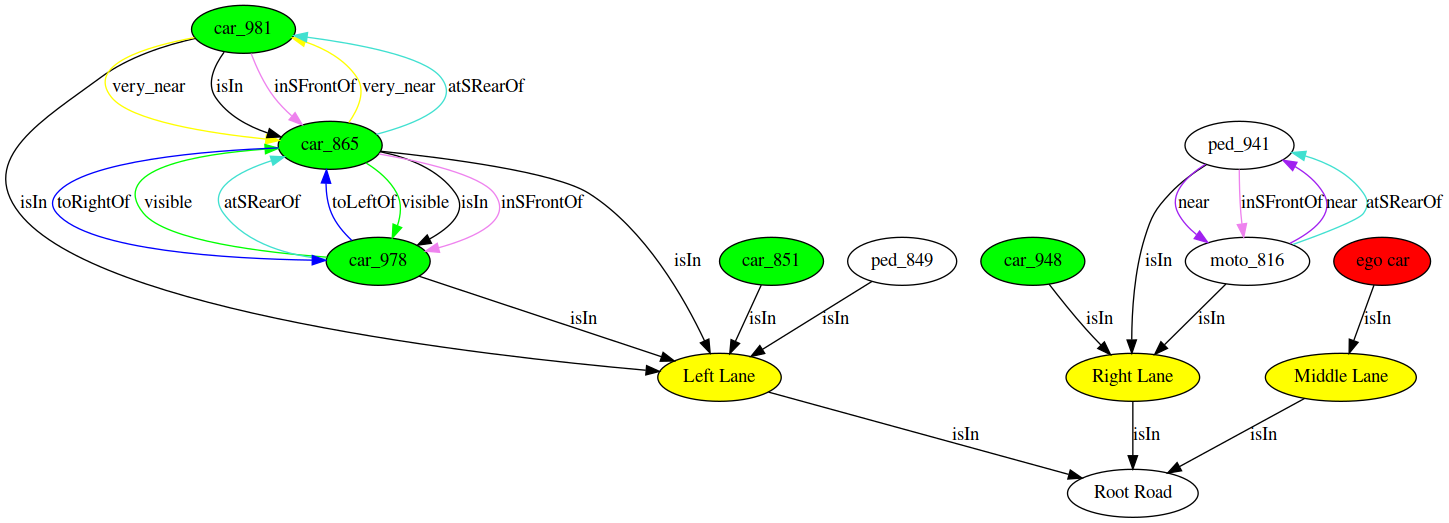 car_981
very_near
isIn
inSFrontOf
very_near
atSRearOf
car_865
ped_941
isIn
toRightOf
visible
atSRearOf
toLeftOf
visible
isIn
inSFrontOf
near
inSFrontOf
near
atSRearOf
car_978
isIn
car_851
ped_849
car_948
isIn
moto_816
ego car
isIn
isIn
isIn
isIn
isIn
isIn
Left Lane
Right Lane
Middle Lane
isIn
isIn
isIn
Root Road